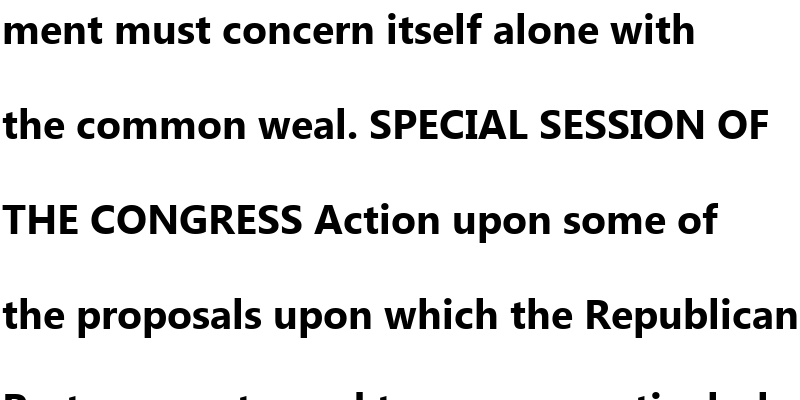 ment must concern itself alone with
the common weal. SPECIAL SESSION OF
THE CONGRESS Action upon some of
the proposals upon which the Republican